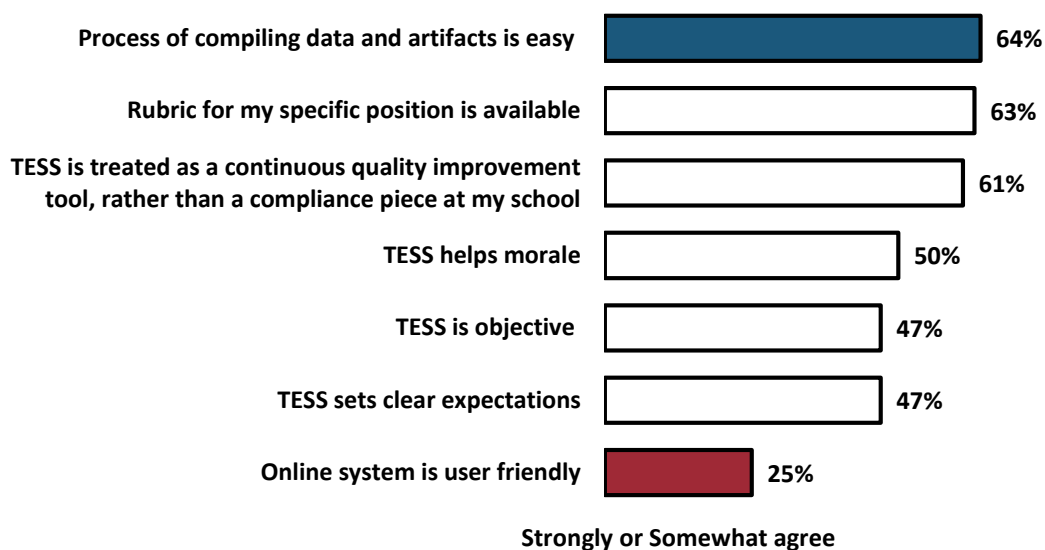 Process of compiling data and artifacts is easy
64%
Rubric for my specific position is available
63%
TESS is treated as a continuous quality improvement
tool, rather than a compliance piece at my school
61%
TESS helps morale
50%
TESS is objective
47%
TESS sets clear expectations
47%
Online system is user friendly
25%
Strongly or Somewhat agree